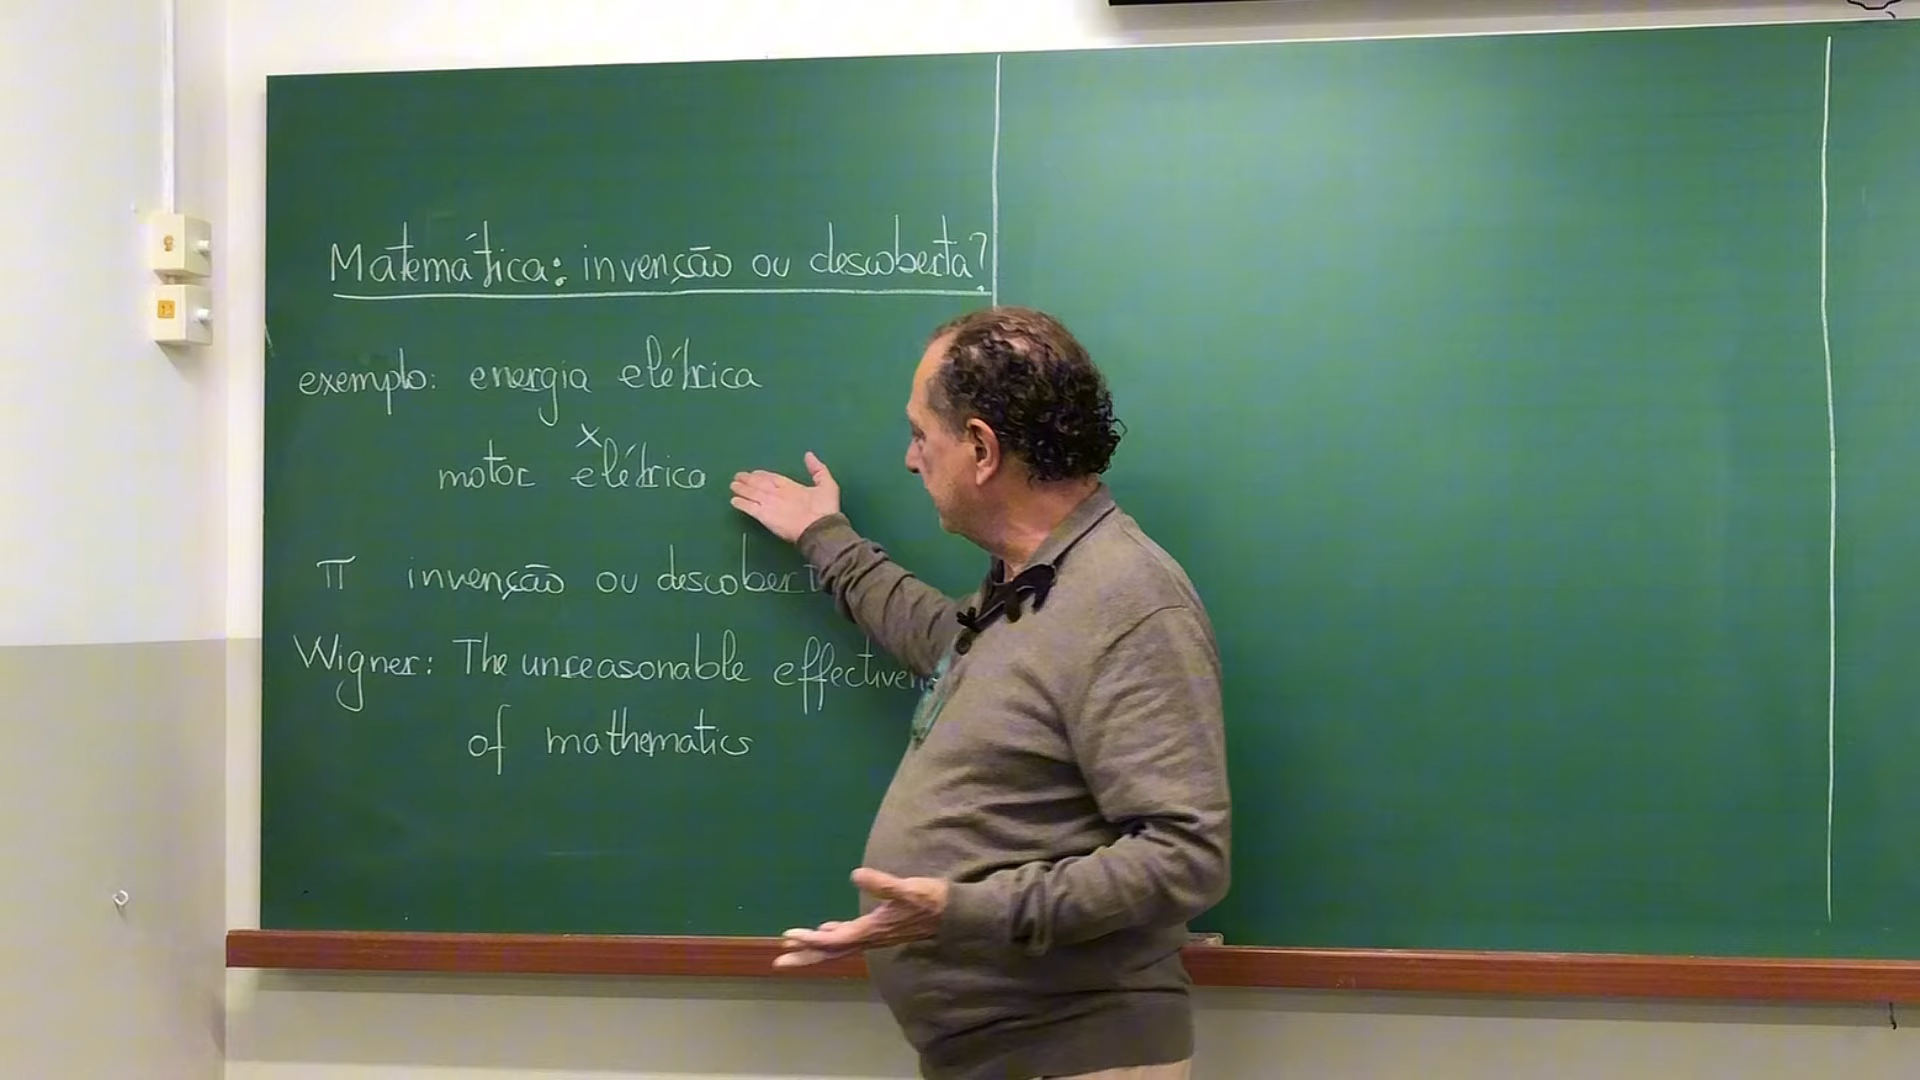 Matemática: invenção ou descoberta?
exemplo: energia elétrica
x
motor elétrico
π invenção ou descobert
Wigner: The unreasonable effectiven
of mathematics